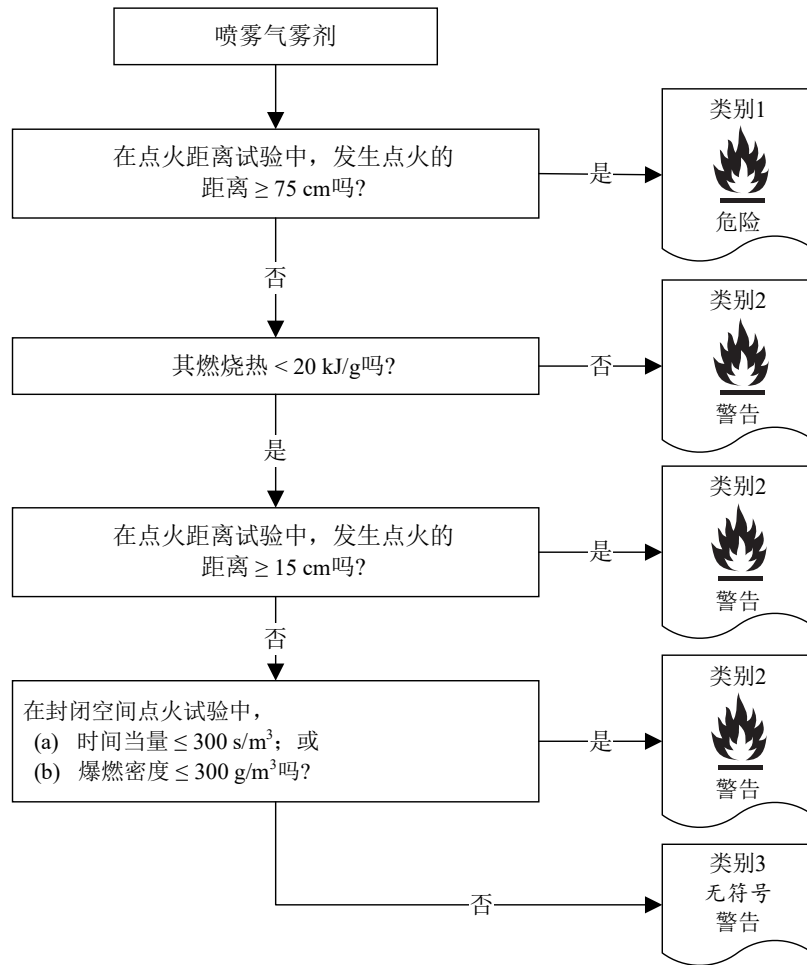 喷雾气雾剂
在点火距离试验中，发生点火的
距离 ≥ 75 cm吗?
是
类别1
危险
否
其燃烧热 < 20 kJ/g吗?
否
类别2
警告
是
在点火距离试验中，发生点火的
距离 ≥ 15 cm吗?
是
类别2
警告
否
在封闭空间点火试验中，
(a) 时间当量 ≤ 300 s/m³；或
(b) 爆燃密度 ≤ 300 g/m³吗?
是
类别2
警告
否
类别3
无符号
警告